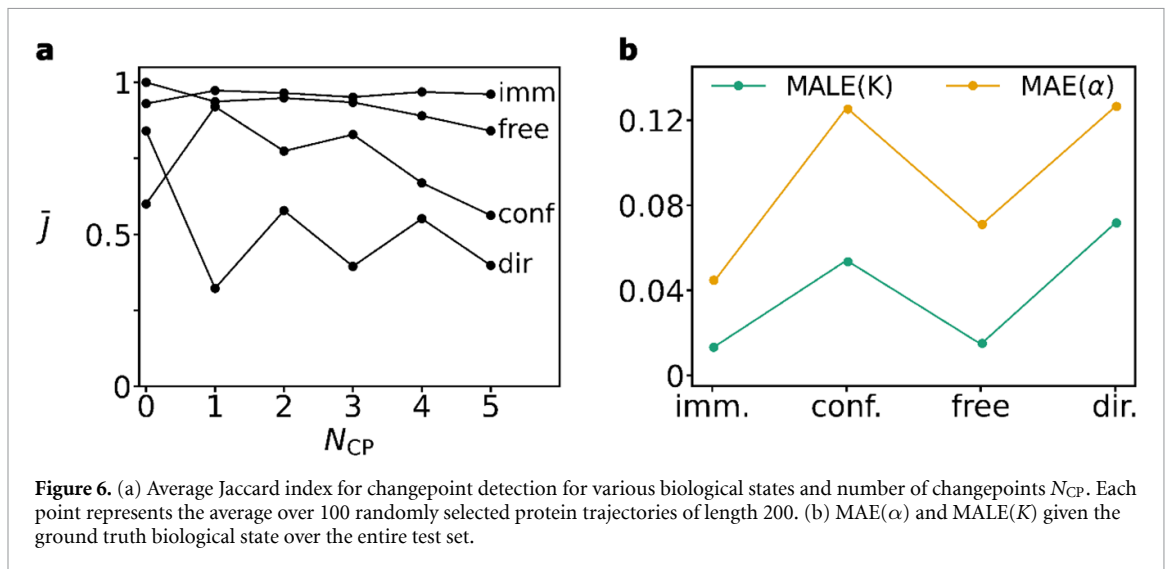 a
1
0.5
0
J̄
imm
free
conf
dir
0 1 2 3 4 5
N_CP
b
MALE(K) MAE(α)
0.12
0.08
0.04
0
imm. conf. free dir.
Figure 6. (a) Average Jaccard index for changepoint detection for various biological states and number of changepoints N_CP. Each
point represents the average over 100 randomly selected protein trajectories of length 200. (b) MAE(α) and MALE(K) given the
ground truth biological state over the entire test set.